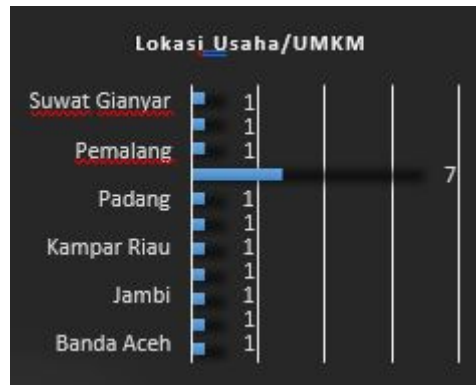 Lokasi Usaha/UMKM
Suwat Gianyar 1
1
Pemalang 1
7
Padang 1
1
Kampar Riau 1
1
Jambi 1
1
Banda Aceh 1